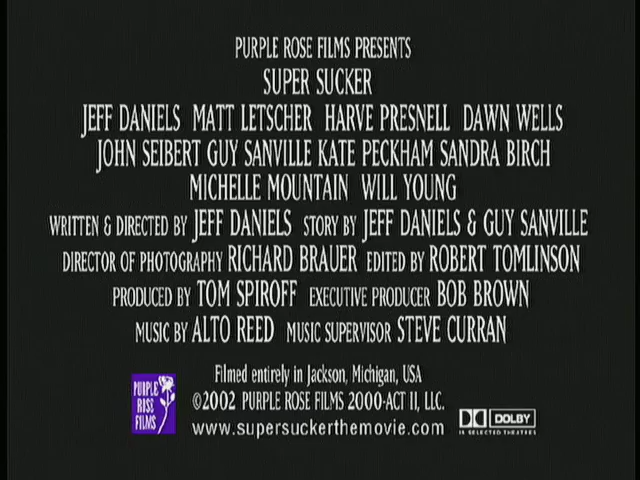 PURPLE ROSE FILMS PRESENTS
SUPER SUCKER
JEFF DANIELS MATT LETSCHER HARVE PRESNELL DAWN WELLS
JOHN SEIBERT GUY SANVILLE KATE PECKHAM SANDRA BIRCH
MICHELLE MOUNTAIN WILL YOUNG
WRITTEN & DIRECTED BY JEFF DANIELS STORY BY JEFF DANIELS & GUY SANVILLE
DIRECTOR OF PHOTOGRAPHY RICHARD BRAUER EDITED BY ROBERT TOMLINSON
PRODUCED BY TOM SPIROFF EXECUTIVE PRODUCER BOB BROWN
MUSIC BY ALTO REED MUSIC SUPERVISOR STEVE CURRAN
Filmed entirely in Jackson, Michigan, USA
PURPLE
ROSE
FILMS
©2002 PURPLE ROSE FILMS 2000-ACT II, LLC.
www.supersuckerthemovie.com
DOLBY
IN SELECTED THEATRES